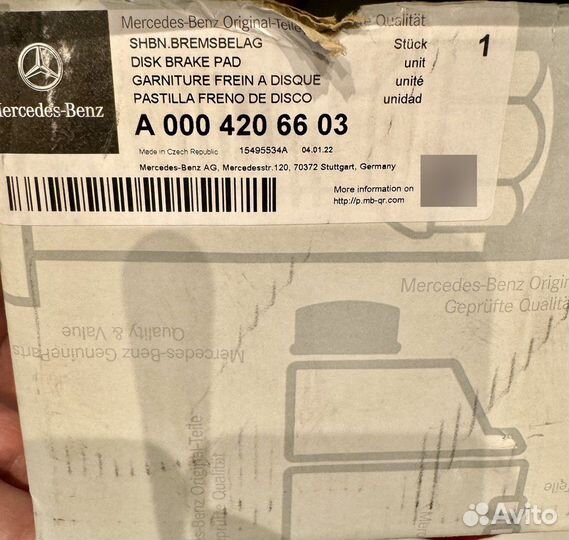 Mercedes-Benz Original-Teile Qualität
SHBN.BREMSBELAG Stück 1
DISK BRAKE PAD unit
GARNITURE FREIN A DISQUE unité
PASTILLA FRENO DE DISCO unidad
Mercedes-Benz
A 000 420 66 03
Made in Czech Republic 15495534A 04.01.22
Mercedes-Benz AG, Mercedesstr.120, 70372 Stuttgart, Germany
More information on
http://p.mb-qr.com
Mercedes-Benz Origin
Geprüfte Qualität
Mercedes-Benz GenuineParts
Quality & Value
s-Benz Original-Teile
Geprüfte Qualität
Avito